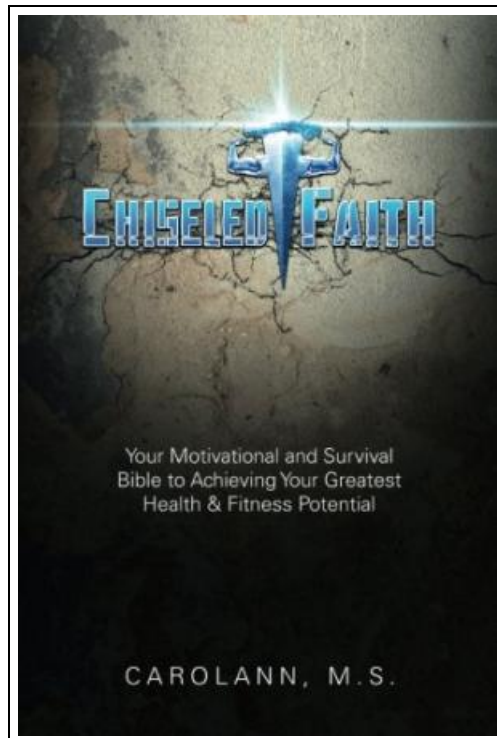 CHISELED FAITH
Your Motivational and Survival
Bible to Achieving Your Greatest
Health & Fitness Potential
CAROLANN, M.S.